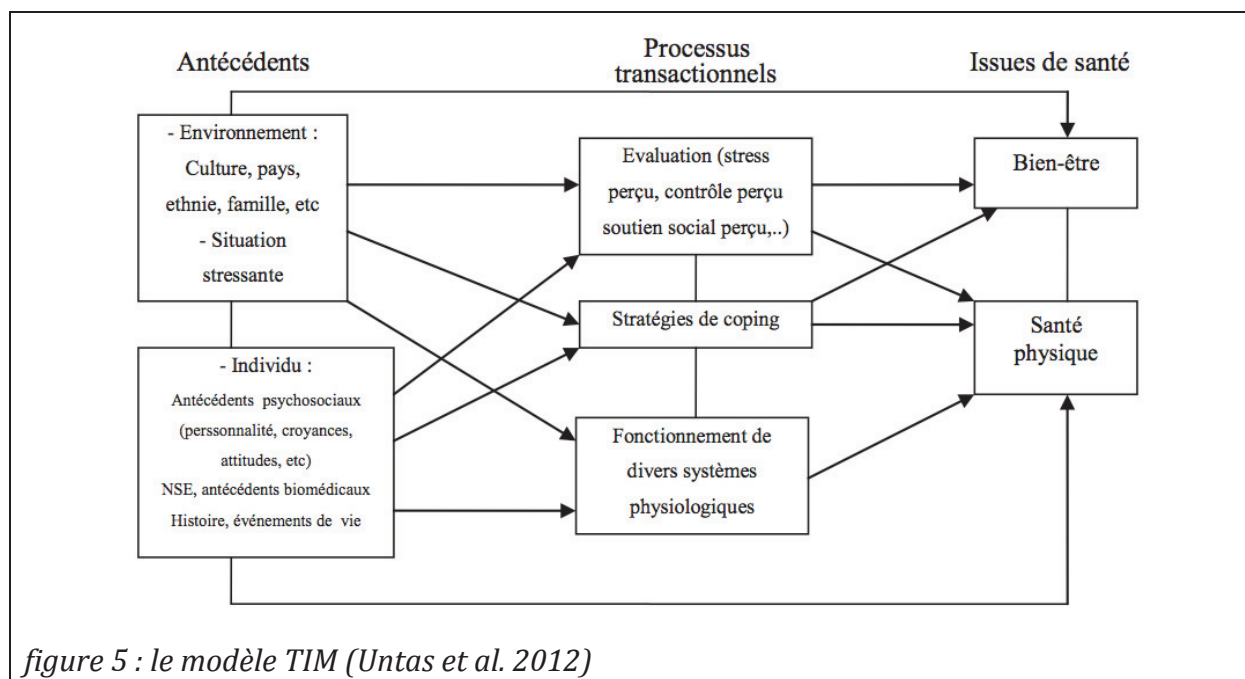 Antécédents
Processus
transactionnels
Issues de santé
- Environnement :
Culture, pays,
ethnie, famille, etc
- Situation
stressante
- Individu :
Antécédents psychosociaux
(perssonnalité, croyances,
attitudes, etc)
NSE, antécédents biomédicaux
Histoire, événements de vie
Evaluation (stress
perçu, contrôle perçu
soutien social perçu,..)
Stratégies de coping
Fonctionnement de
divers systèmes
physiologiques
Bien-être
Santé
physique
figure 5 : le modèle TIM (Untas et al. 2012)